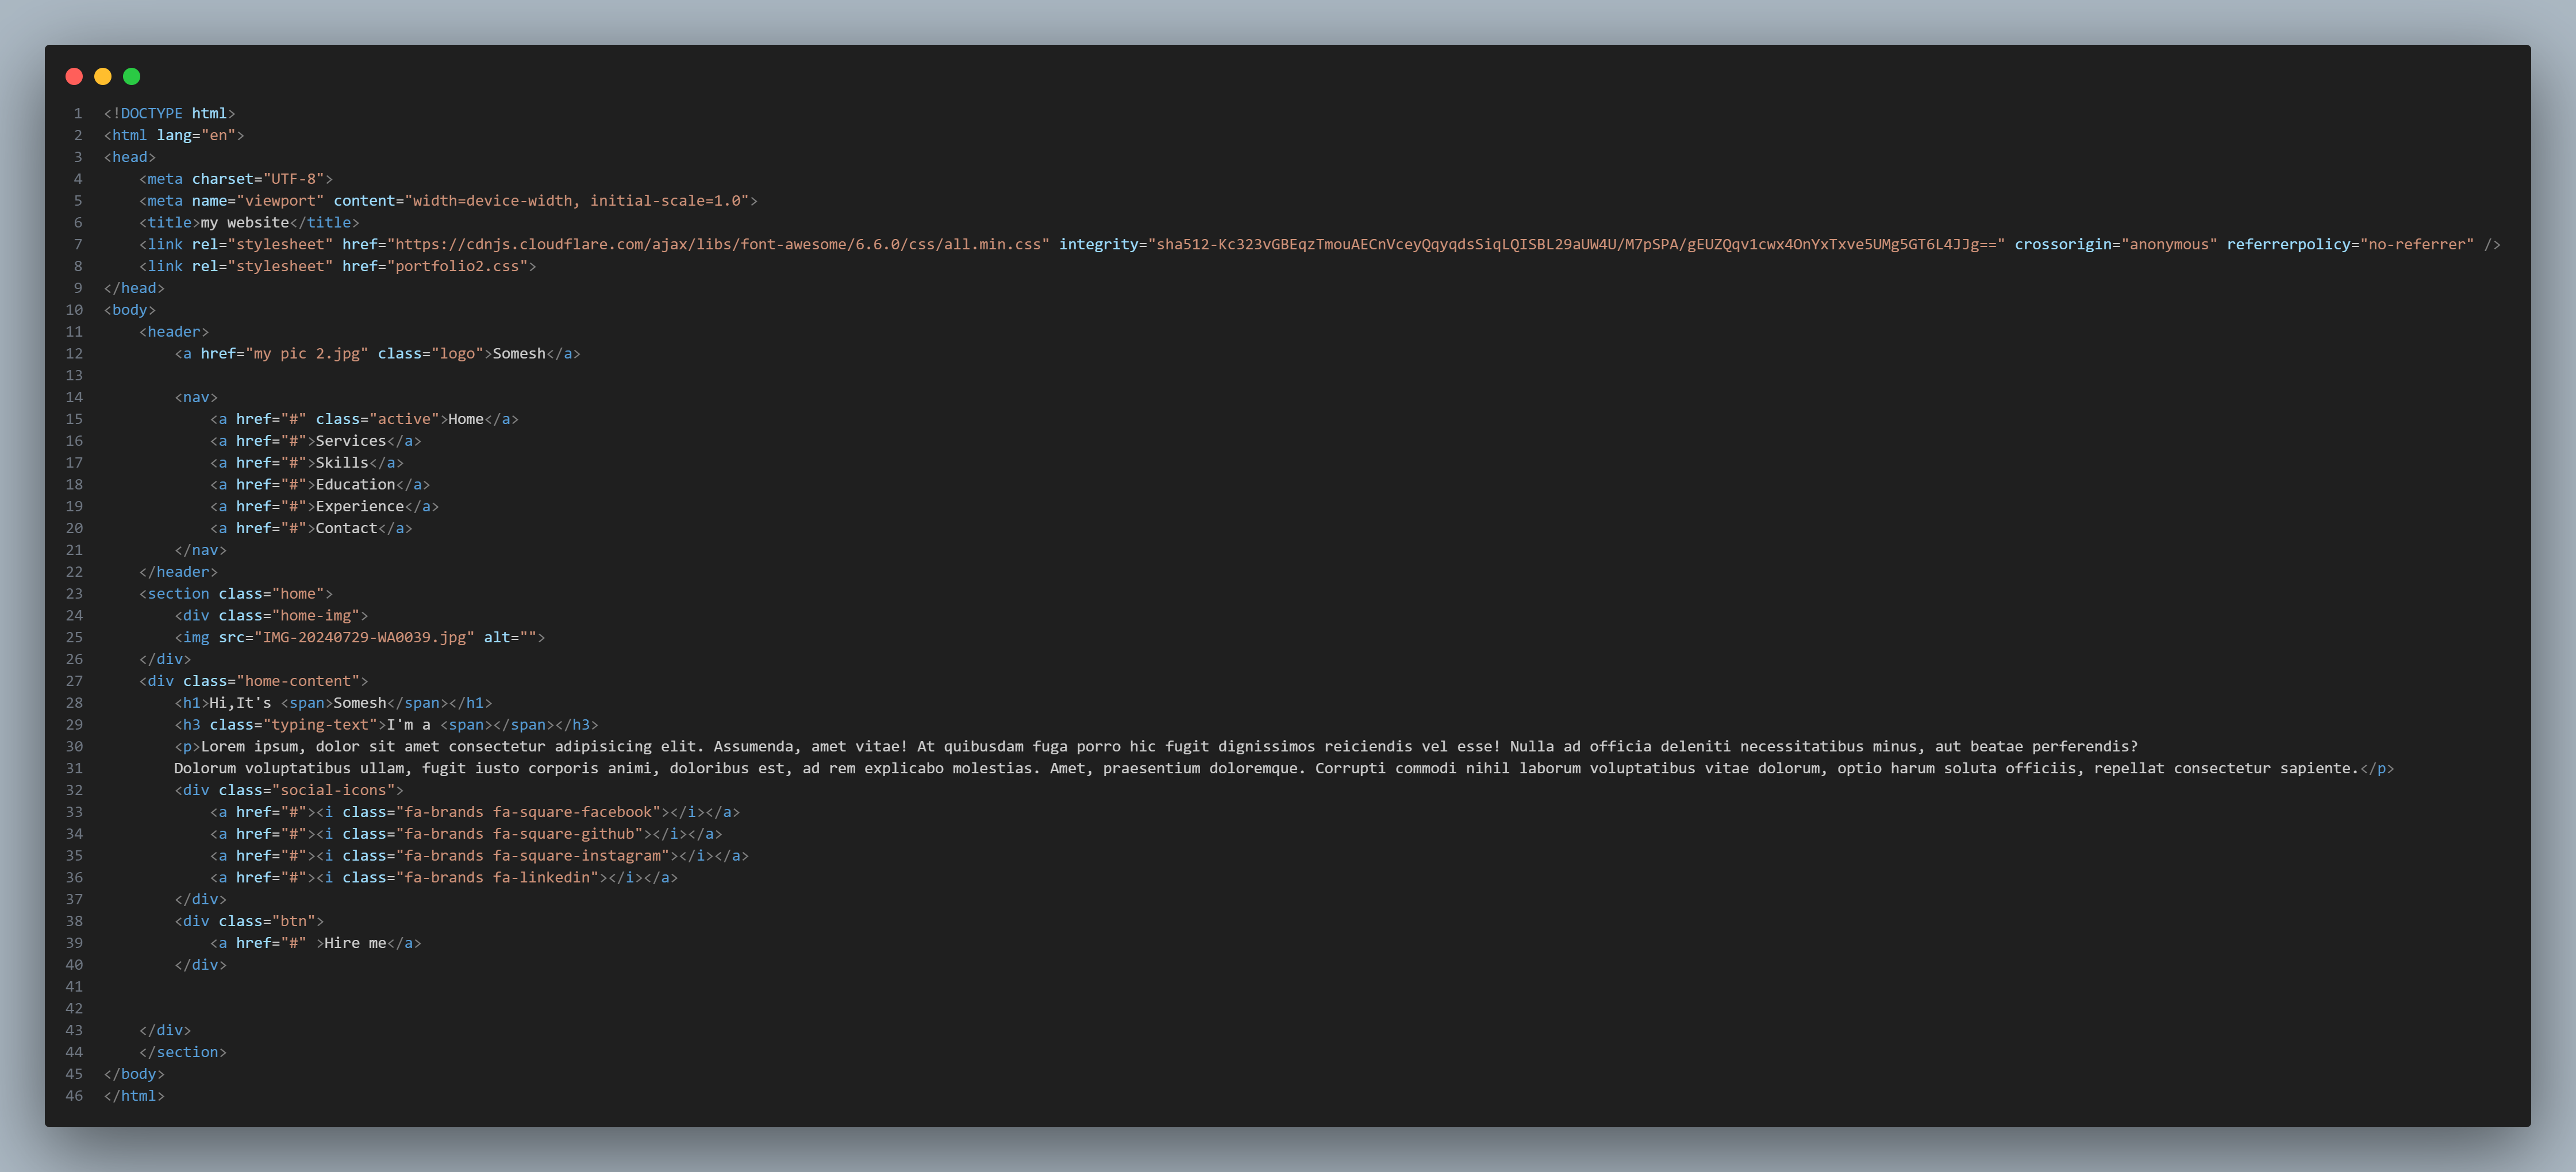 1 <!DOCTYPE html>
2 <html lang="en">
3 <head>
4 <meta charset="UTF-8">
5 <meta name="viewport" content="width=device-width, initial-scale=1.0">
6 <title>my website</title>
7 <link rel="stylesheet" href="https://cdnjs.cloudflare.com/ajax/libs/font-awesome/6.6.0/css/all.min.css" integrity="sha512-Kc323vGBEqzTmouAECnVceyQqyqdsSiqLQISBL29aUW4U/M7pSPA/gEUZQqv1cwx4OnYxTxve5UMg5GT6L4JJg==" crossorigin="anonymous" referrerpolicy="no-referrer" />
8 <link rel="stylesheet" href="portfolio2.css">
9 </head>
10 <body>
11 <header>
12 <a href="my pic 2.jpg" class="logo">Somesh</a>
13
14 <nav>
15 <a href="#" class="active">Home</a>
16 <a href="#">Services</a>
17 <a href="#">Skills</a>
18 <a href="#">Education</a>
19 <a href="#">Experience</a>
20 <a href="#">Contact</a>
21 </nav>
22 </header>
23 <section class="home">
24 <div class="home-img">
25 <img src="IMG-20240729-WA0039.jpg" alt="">
26 </div>
27 <div class="home-content">
28 <h1>Hi,It's <span>Somesh</span></h1>
29 <h3 class="typing-text">I'm a <span></span></h3>
30 <p>Lorem ipsum, dolor sit amet consectetur adipisicing elit. Assumenda, amet vitae! At quibusdam fuga porro hic fugit dignissimos reiciendis vel esse! Nulla ad officia deleniti necessitatibus minus, aut beatae perferendis?
31 Dolorum voluptatibus ullam, fugit iusto corporis animi, doloribus est, ad rem explicabo molestias. Amet, praesentium doloremque. Corrupti commodi nihil laborum voluptatibus vitae dolorum, optio harum soluta officiis, repellat consectetur sapiente.</p>
32 <div class="social-icons">
33 <a href="#"><i class="fa-brands fa-square-facebook"></i></a>
34 <a href="#"><i class="fa-brands fa-square-github"></i></a>
35 <a href="#"><i class="fa-brands fa-square-instagram"></i></a>
36 <a href="#"><i class="fa-brands fa-linkedin"></i></a>
37 </div>
38 <div class="btn">
39 <a href="#" >Hire me</a>
40 </div>
41
42
43 </div>
44 </section>
45 </body>
46 </html>